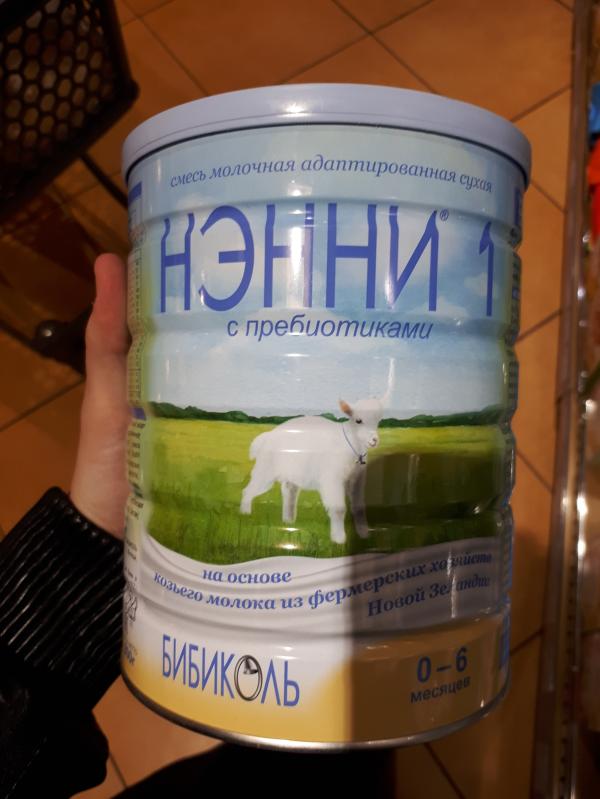 смесь молочная адаптированная сухая
НЭННИ® 1
с пребиотиками
на основе
козьего молока из фермерских хозяйств
Новой Зеландии
БИБИКОЛЬ
0–6
месяцев